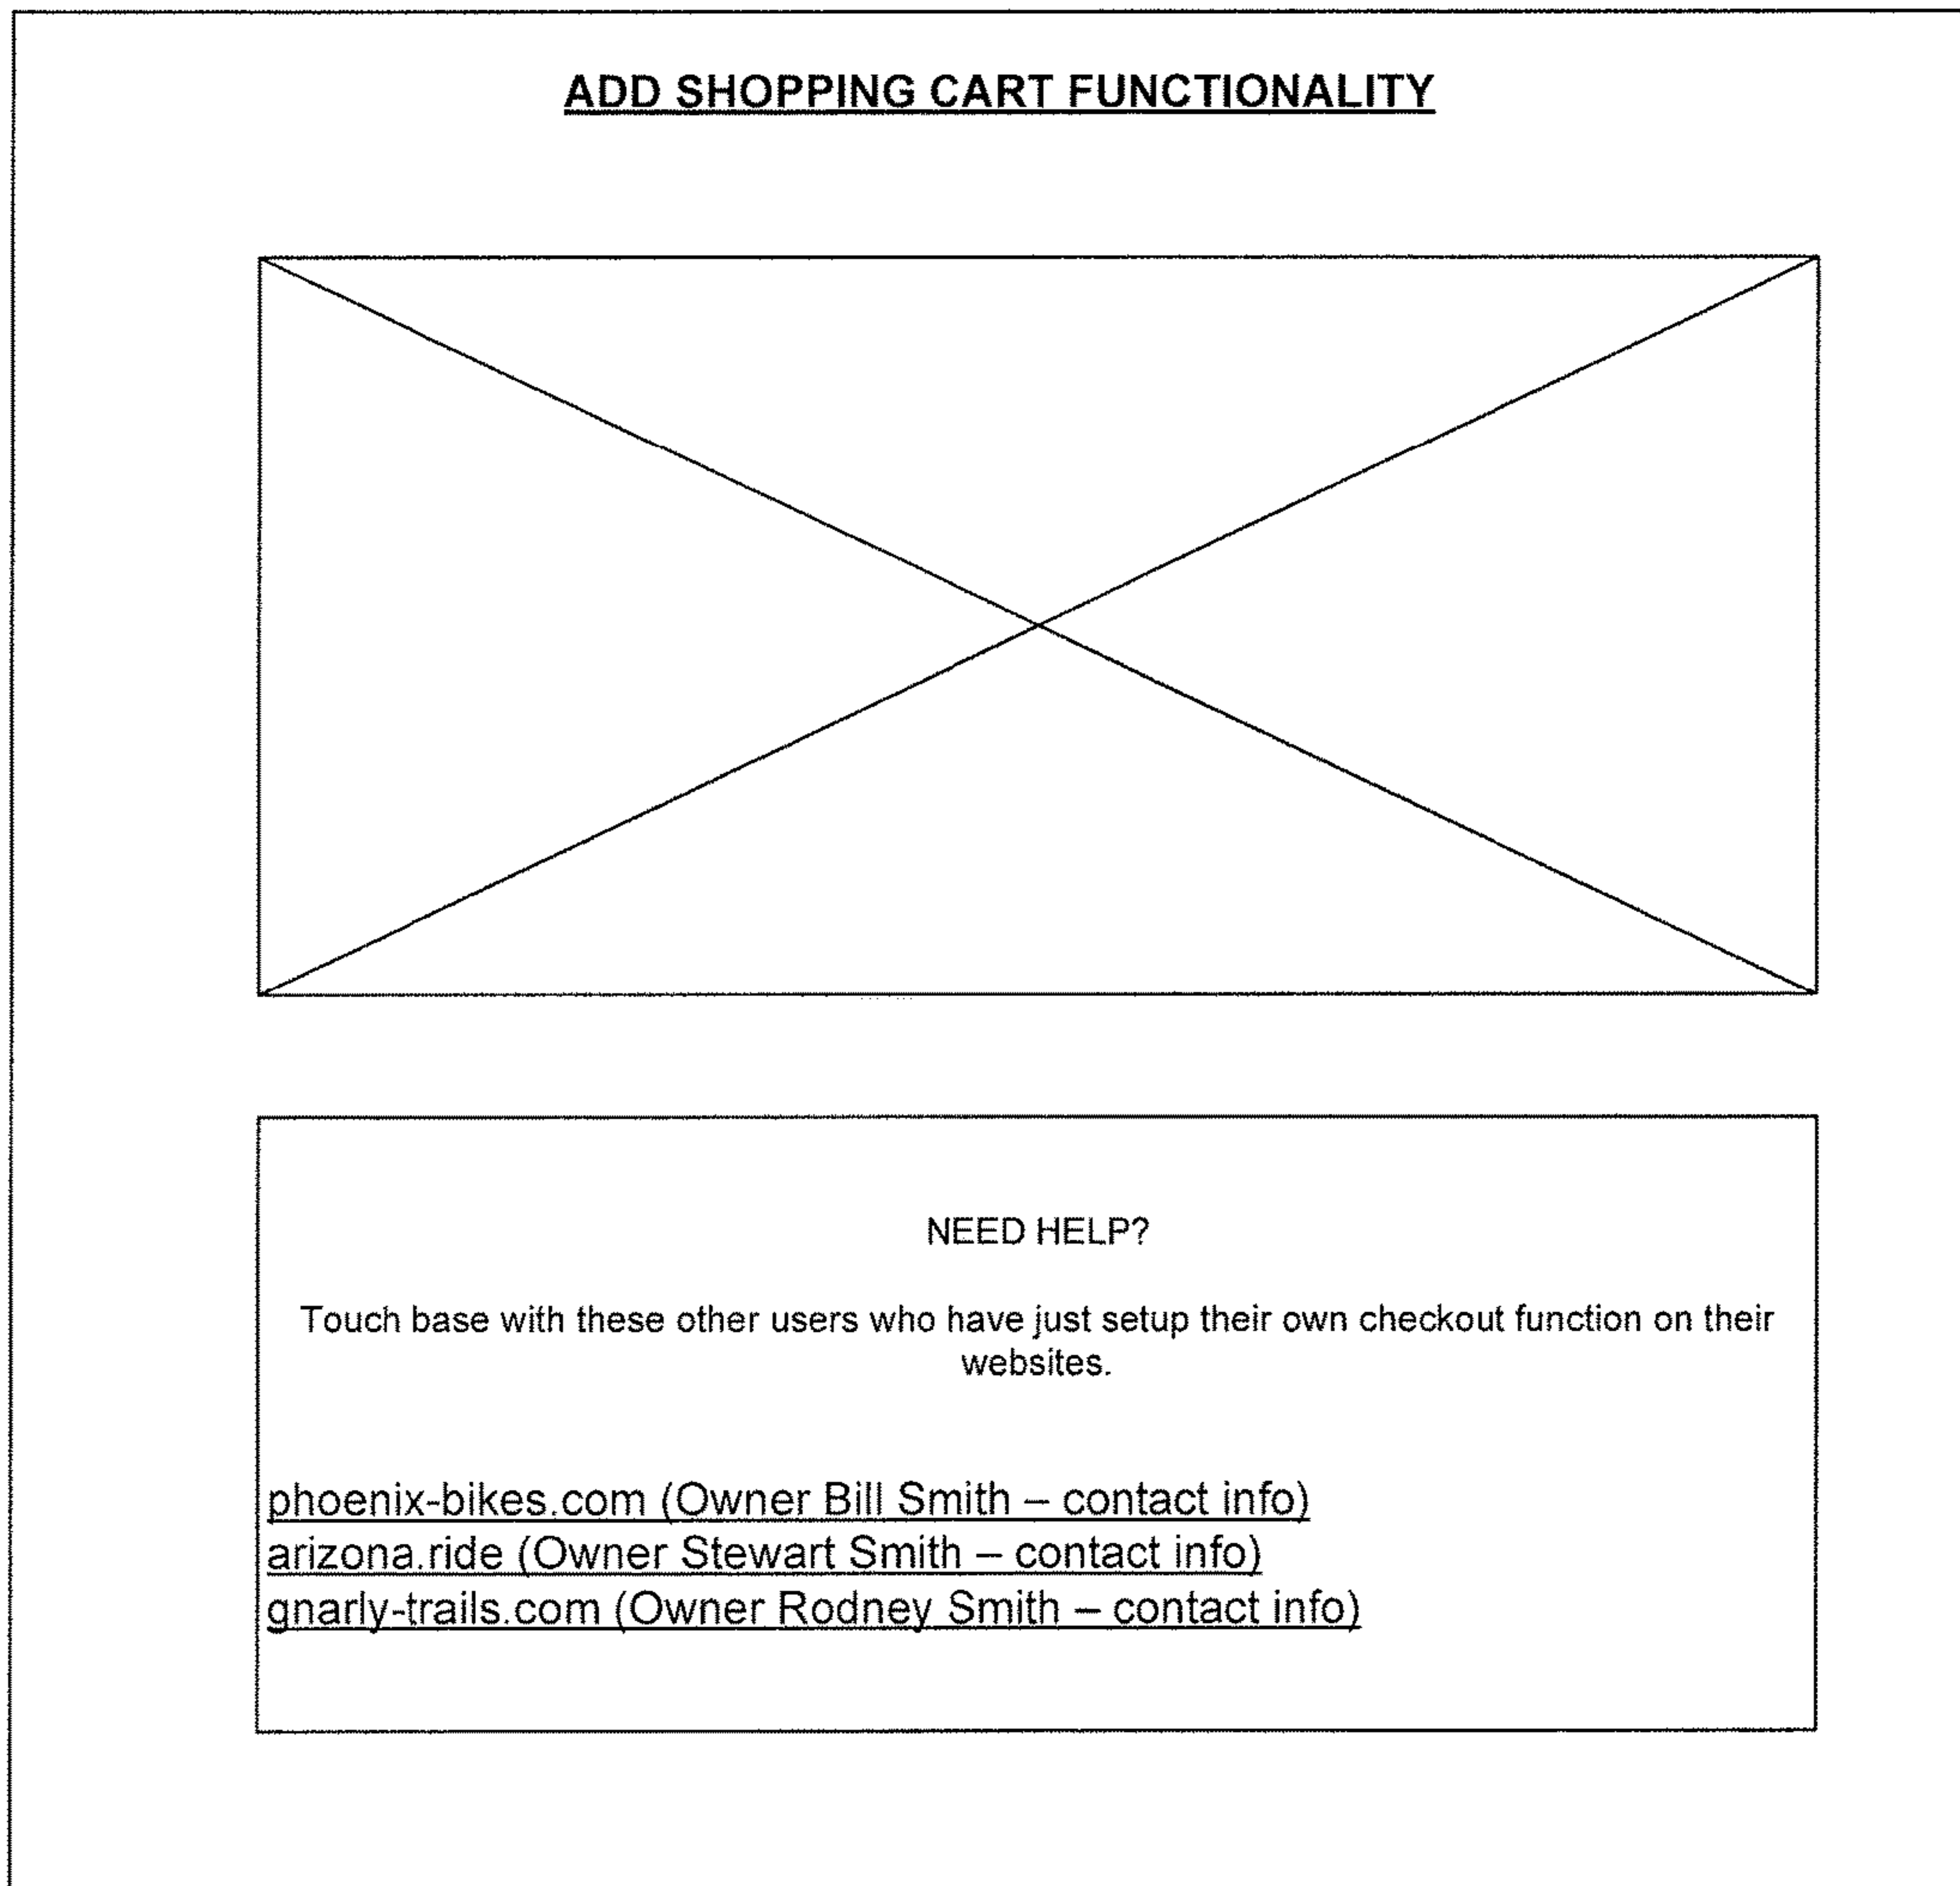 ADD SHOPPING CART FUNCTIONALITY
NEED HELP?
Touch base with these other users who have just setup their own checkout function on their
websites.
phoenix-bikes.com (Owner Bill Smith – contact info)
arizona.ride (Owner Stewart Smith – contact info)
gnarly-trails.com (Owner Rodney Smith – contact info)